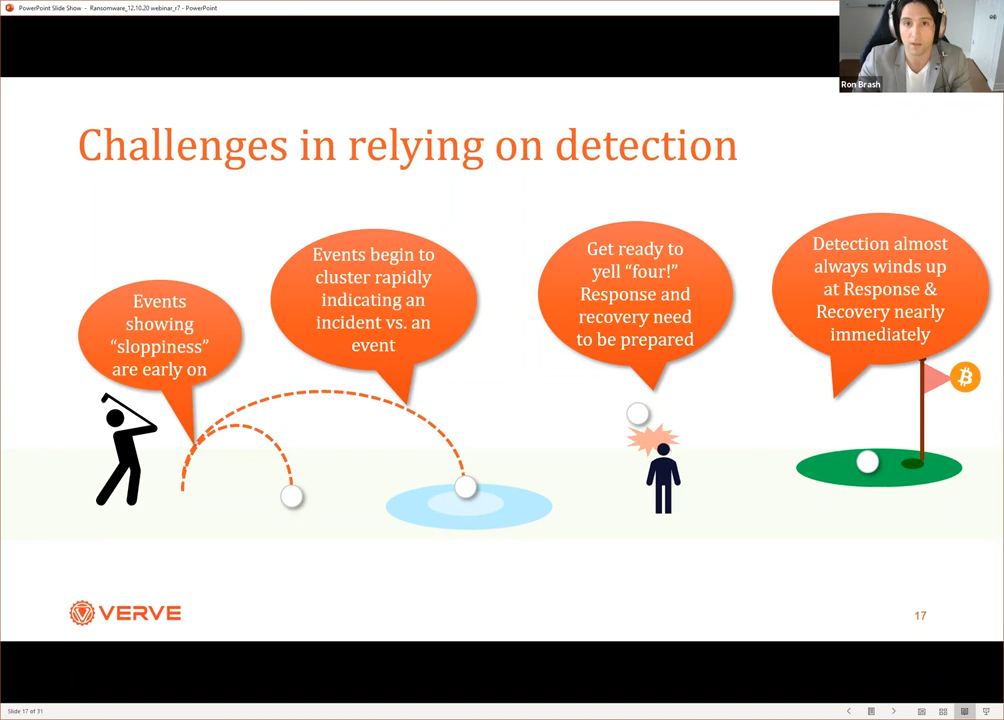 PowerPoint Slide Show - Ransomware_12.10.20 webinar_r7 - PowerPoint
Ron Brash
Challenges in relying on detection
Events
showing
“sloppiness”
are early on
Events begin to
cluster rapidly
indicating an
incident vs. an
event
Get ready to
yell “four!”
Response and
recovery need
to be prepared
Detection almost
always winds up
at Response &
Recovery nearly
immediately
VERVE
17
Slide 17 of 31